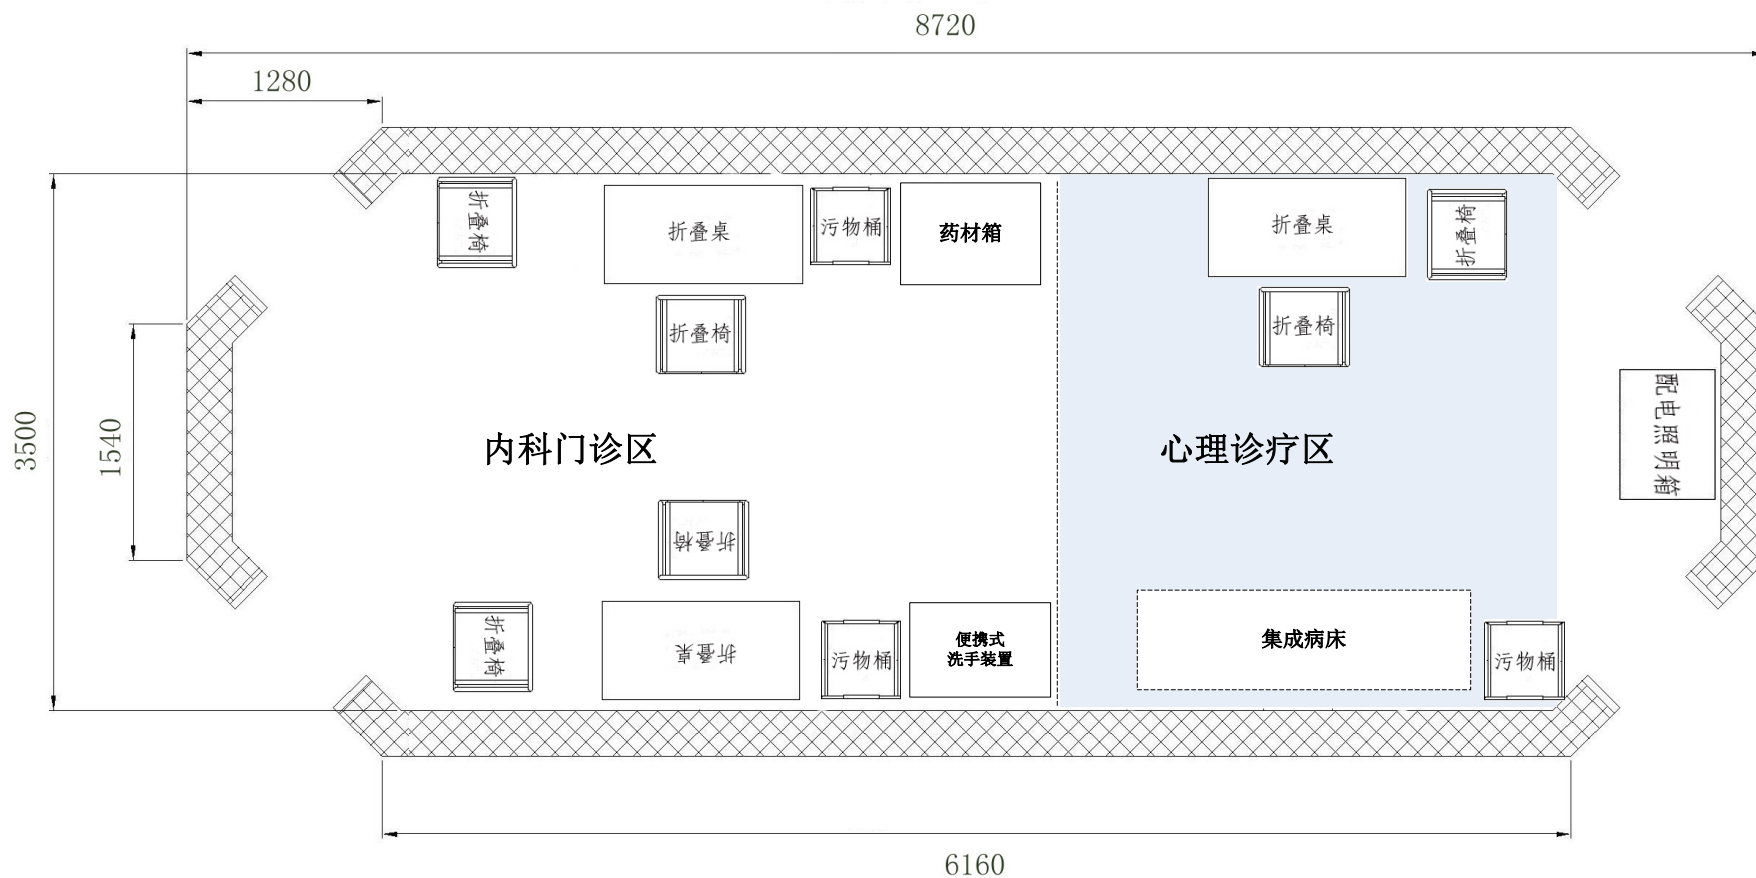 8720
1280
折叠椅
折叠桌
污物桶
药材箱
折叠桌
折叠椅
折叠椅
折叠椅
配电照明箱
3500
1540
内科门诊区
心理诊疗区
折叠椅
折叠椅
折叠桌
污物桶
便携式
洗手装置
集成病床
污物桶
6160